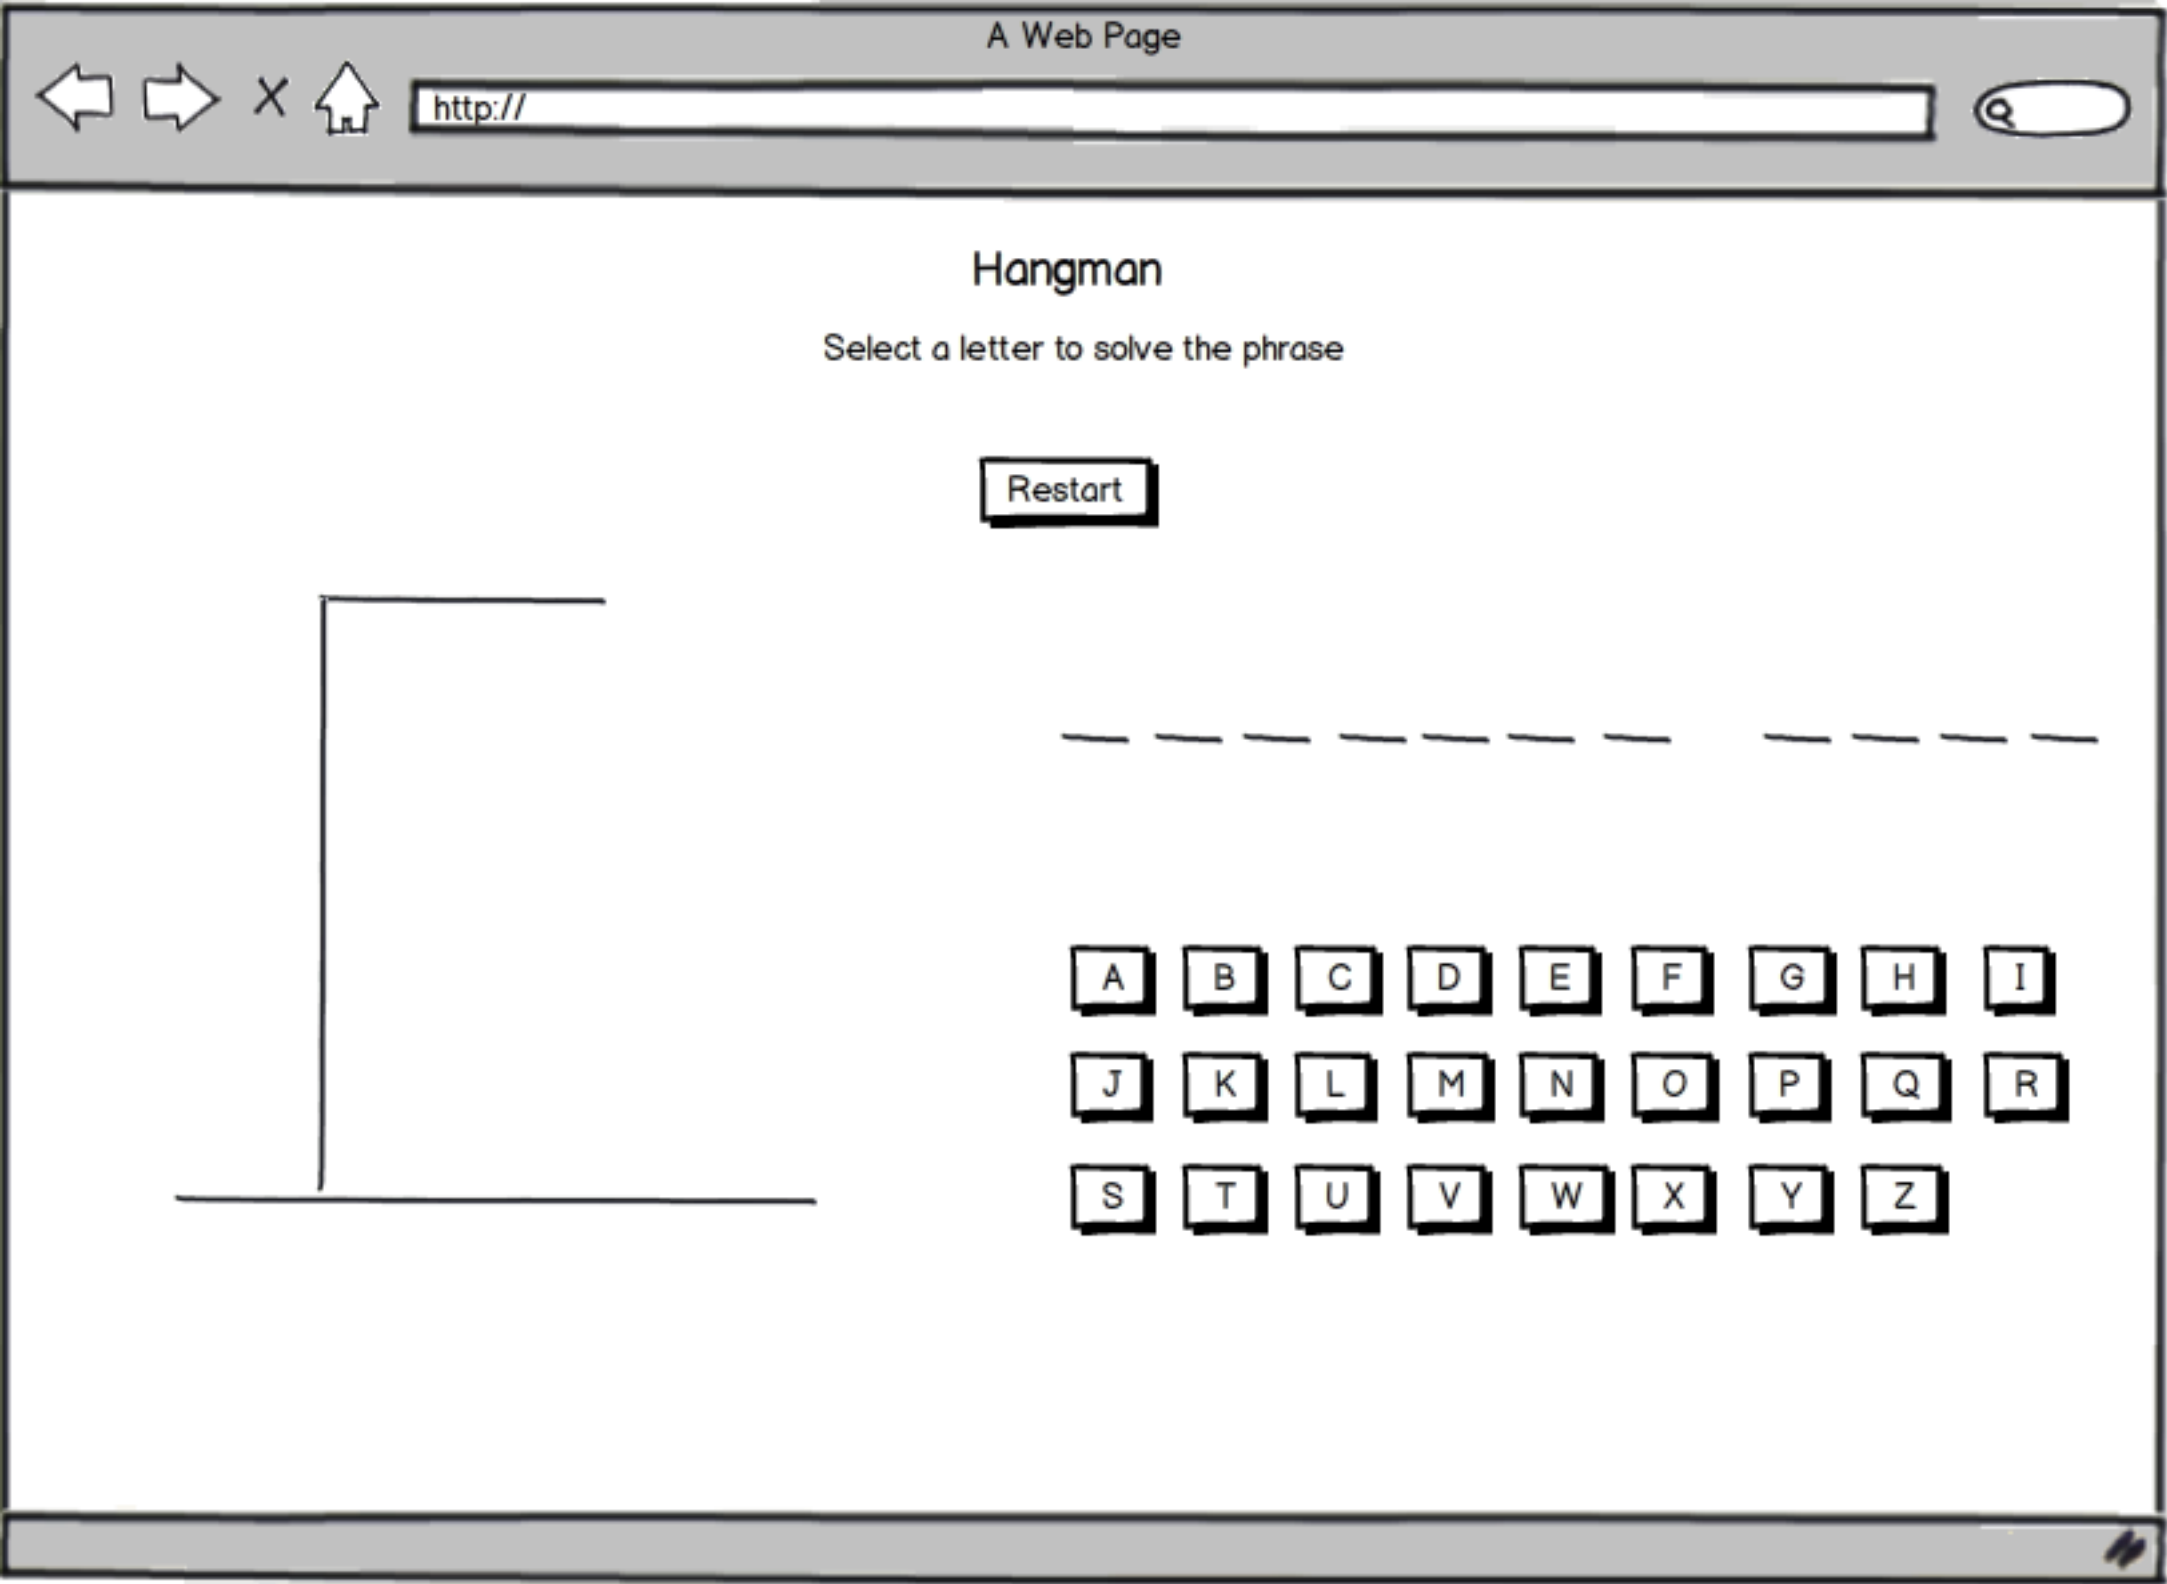 A Web Page
http://
Hangman
Select a letter to solve the phrase
Restart
A B C D E F G H I
J K L M N O P Q R
S T U V W X Y Z